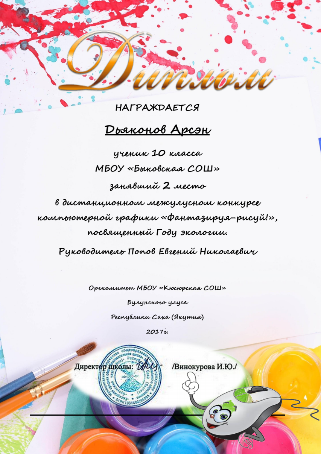 Диплом
НАГРАЖДАЕТСЯ
Дьяконов Арсэн
ученик 10 класса
МБОУ «Быковская СОШ»
занявший 2 место
в дистанционном межулусном конкурсе
компьютерной графики «Фантазируя-рисуй!»,
посвященный Году экологии.
Руководитель Попов Евгений Николаевич
Оргкомитет МБОУ «Кюсюрская СОШ»
Булунского улуса
Республики Саха (Якутия)
2017г.
Директор школы: /Винокурова И.Ю./